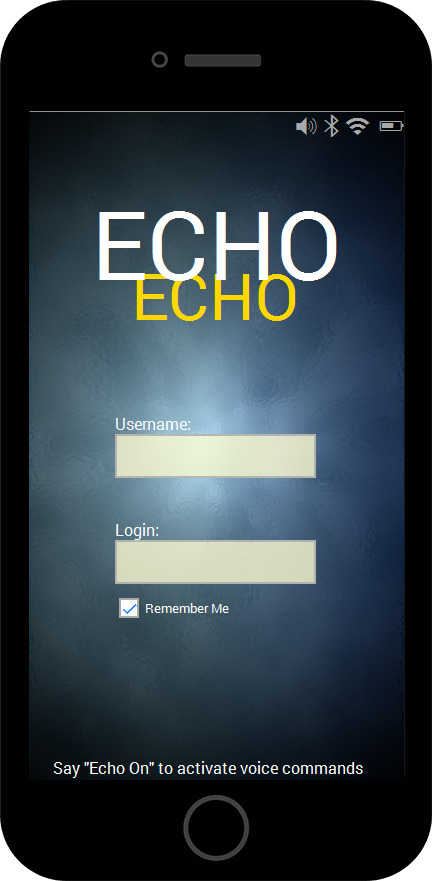 ECHO
ECHO
Username:
Login:
Remember Me
Say "Echo On" to activate voice commands